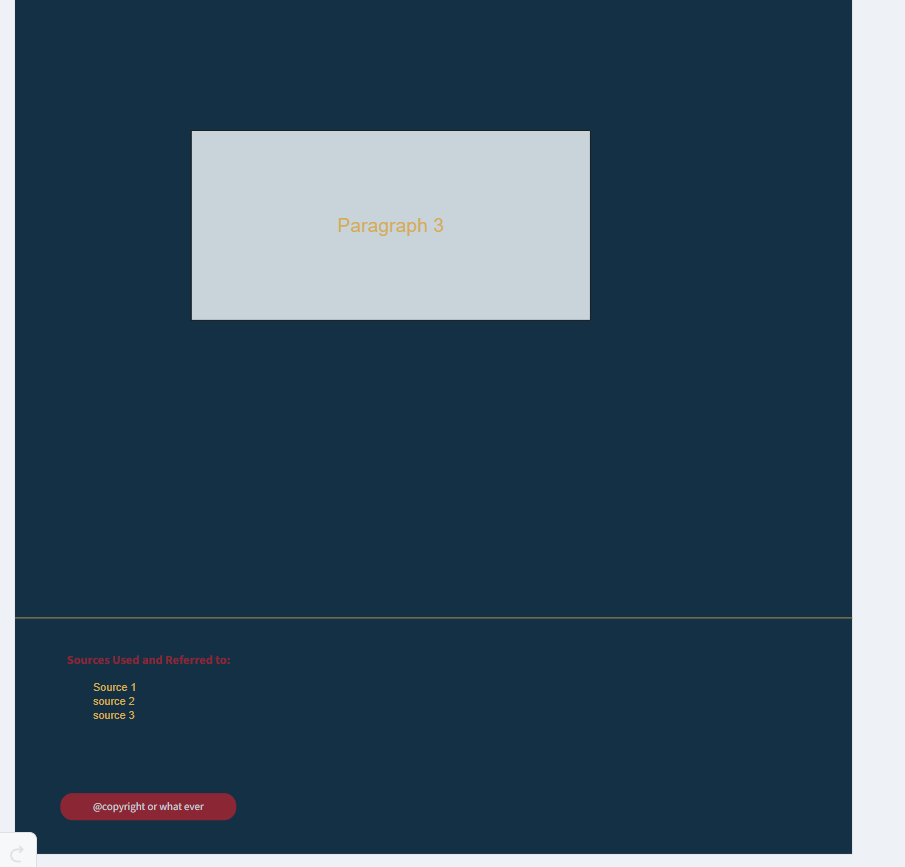 Paragraph 3
Sources Used and Referred to:
Source 1
source 2
source 3
@copyright or what ever